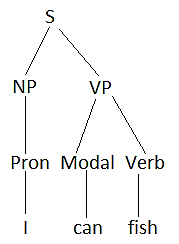 S
NP VP
Pron Modal Verb
I can fish